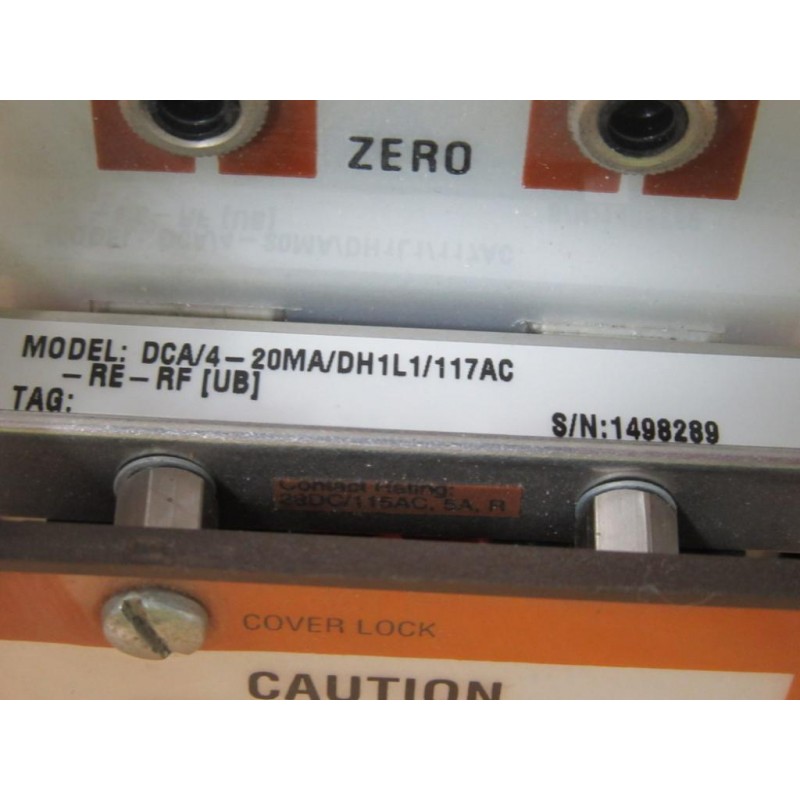 ZERO
MODEL: DCA/4-20MA/DH1L1/117AC
-RE-RF [UB]
TAG:
S/N:1498289
Contact Rating:
28DC/115AC, 5A, R
COVER LOCK
CAUTION